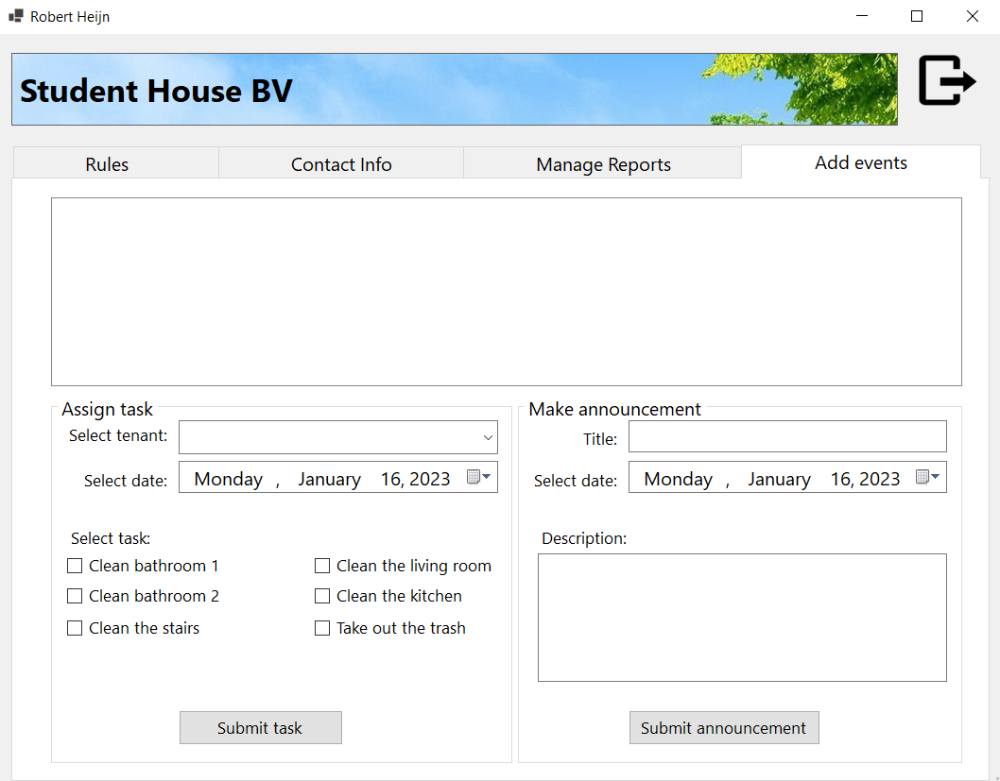 Robert Heijn
Student House BV
Rules
Contact Info
Manage Reports
Add events
Assign task
Select tenant:
Select date:
Monday , January 16, 2023
Select task:
Clean bathroom 1
Clean the living room
Clean bathroom 2
Clean the kitchen
Clean the stairs
Take out the trash
Submit task
Make announcement
Title:
Select date:
Monday , January 16, 2023
Description:
Submit announcement